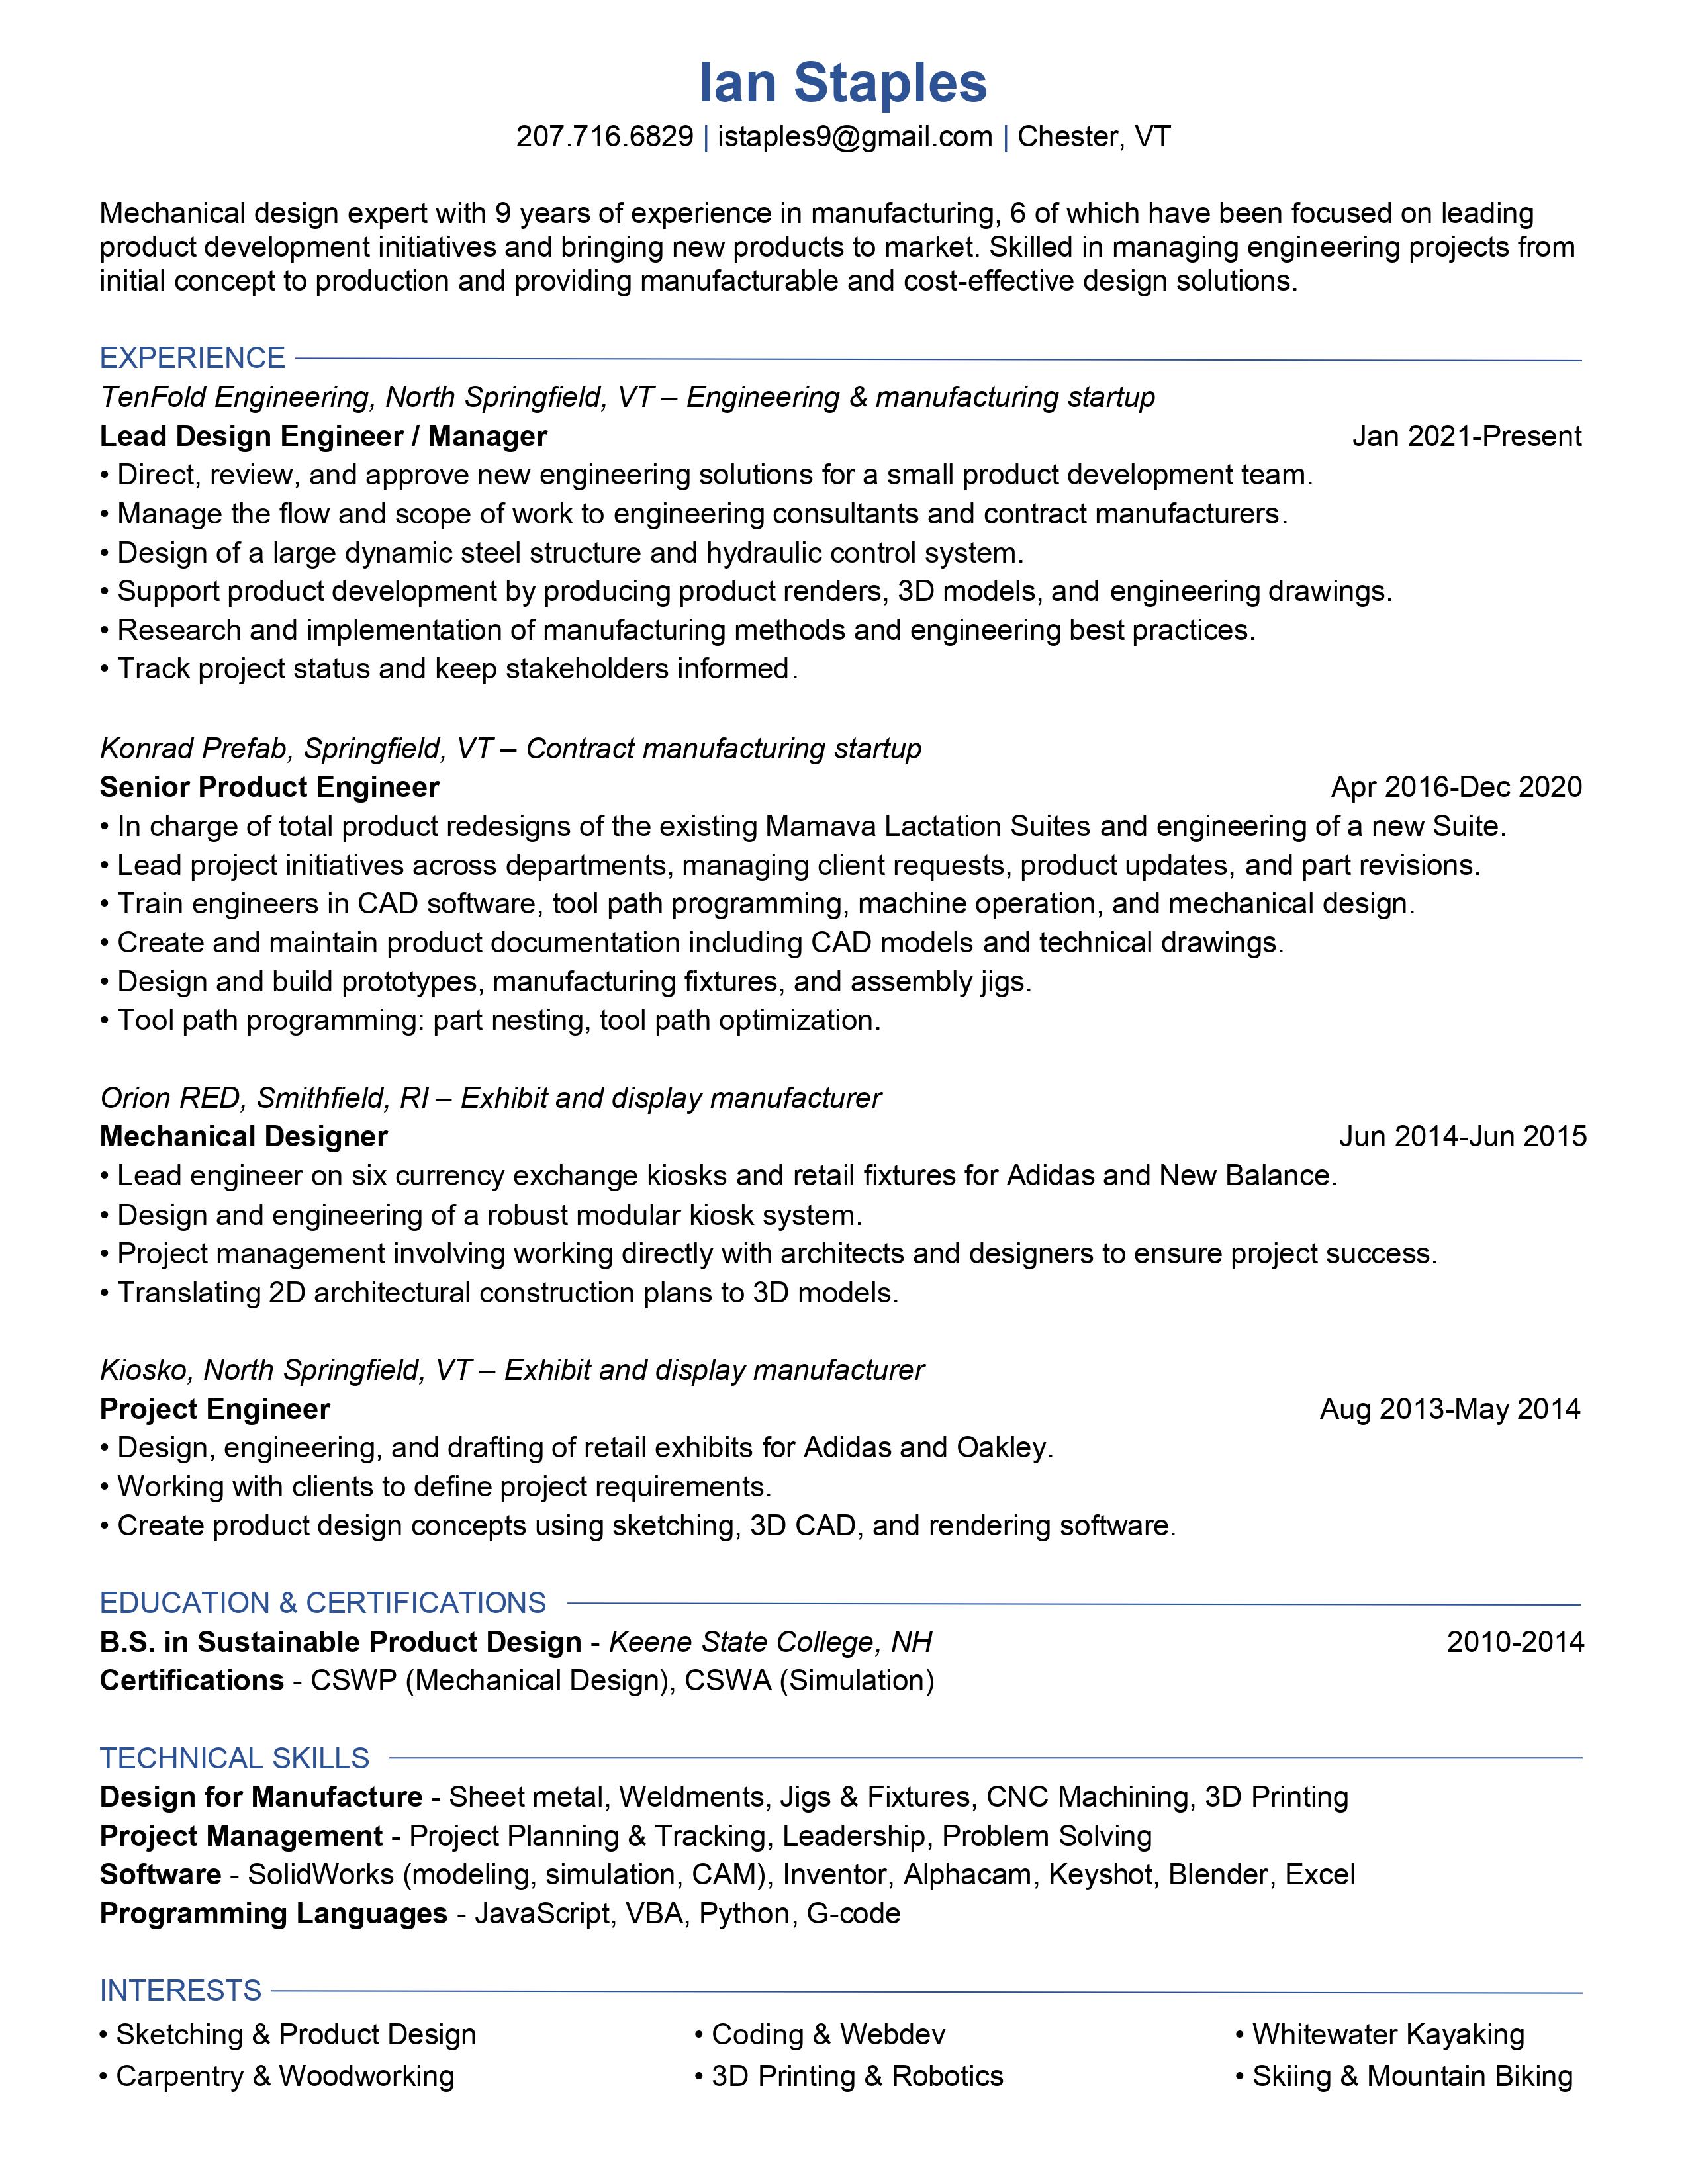 Ian Staples
207.716.6829 | istaples9@gmail.com | Chester, VT
Mechanical design expert with 9 years of experience in manufacturing, 6 of which have been focused on leading
product development initiatives and bringing new products to market. Skilled in managing engineering projects from
initial concept to production and providing manufacturable and cost-effective design solutions.
EXPERIENCE
TenFold Engineering, North Springfield, VT – Engineering & manufacturing startup
Lead Design Engineer / Manager Jan 2021-Present
• Direct, review, and approve new engineering solutions for a small product development team.
• Manage the flow and scope of work to engineering consultants and contract manufacturers.
• Design of a large dynamic steel structure and hydraulic control system.
• Support product development by producing product renders, 3D models, and engineering drawings.
• Research and implementation of manufacturing methods and engineering best practices.
• Track project status and keep stakeholders informed.
Konrad Prefab, Springfield, VT – Contract manufacturing startup
Senior Product Engineer Apr 2016-Dec 2020
• In charge of total product redesigns of the existing Mamava Lactation Suites and engineering of a new Suite.
• Lead project initiatives across departments, managing client requests, product updates, and part revisions.
• Train engineers in CAD software, tool path programming, machine operation, and mechanical design.
• Create and maintain product documentation including CAD models and technical drawings.
• Design and build prototypes, manufacturing fixtures, and assembly jigs.
• Tool path programming: part nesting, tool path optimization.
Orion RED, Smithfield, RI – Exhibit and display manufacturer
Mechanical Designer Jun 2014-Jun 2015
• Lead engineer on six currency exchange kiosks and retail fixtures for Adidas and New Balance.
• Design and engineering of a robust modular kiosk system.
• Project management involving working directly with architects and designers to ensure project success.
• Translating 2D architectural construction plans to 3D models.
Kiosko, North Springfield, VT – Exhibit and display manufacturer
Project Engineer Aug 2013-May 2014
• Design, engineering, and drafting of retail exhibits for Adidas and Oakley.
• Working with clients to define project requirements.
• Create product design concepts using sketching, 3D CAD, and rendering software.
EDUCATION & CERTIFICATIONS
B.S. in Sustainable Product Design - Keene State College, NH 2010-2014
Certifications - CSWP (Mechanical Design), CSWA (Simulation)
TECHNICAL SKILLS
Design for Manufacture - Sheet metal, Weldments, Jigs & Fixtures, CNC Machining, 3D Printing
Project Management - Project Planning & Tracking, Leadership, Problem Solving
Software - SolidWorks (modeling, simulation, CAM), Inventor, Alphacam, Keyshot, Blender, Excel
Programming Languages - JavaScript, VBA, Python, G-code
INTERESTS
• Sketching & Product Design • Coding & Webdev • Whitewater Kayaking
• Carpentry & Woodworking • 3D Printing & Robotics • Skiing & Mountain Biking